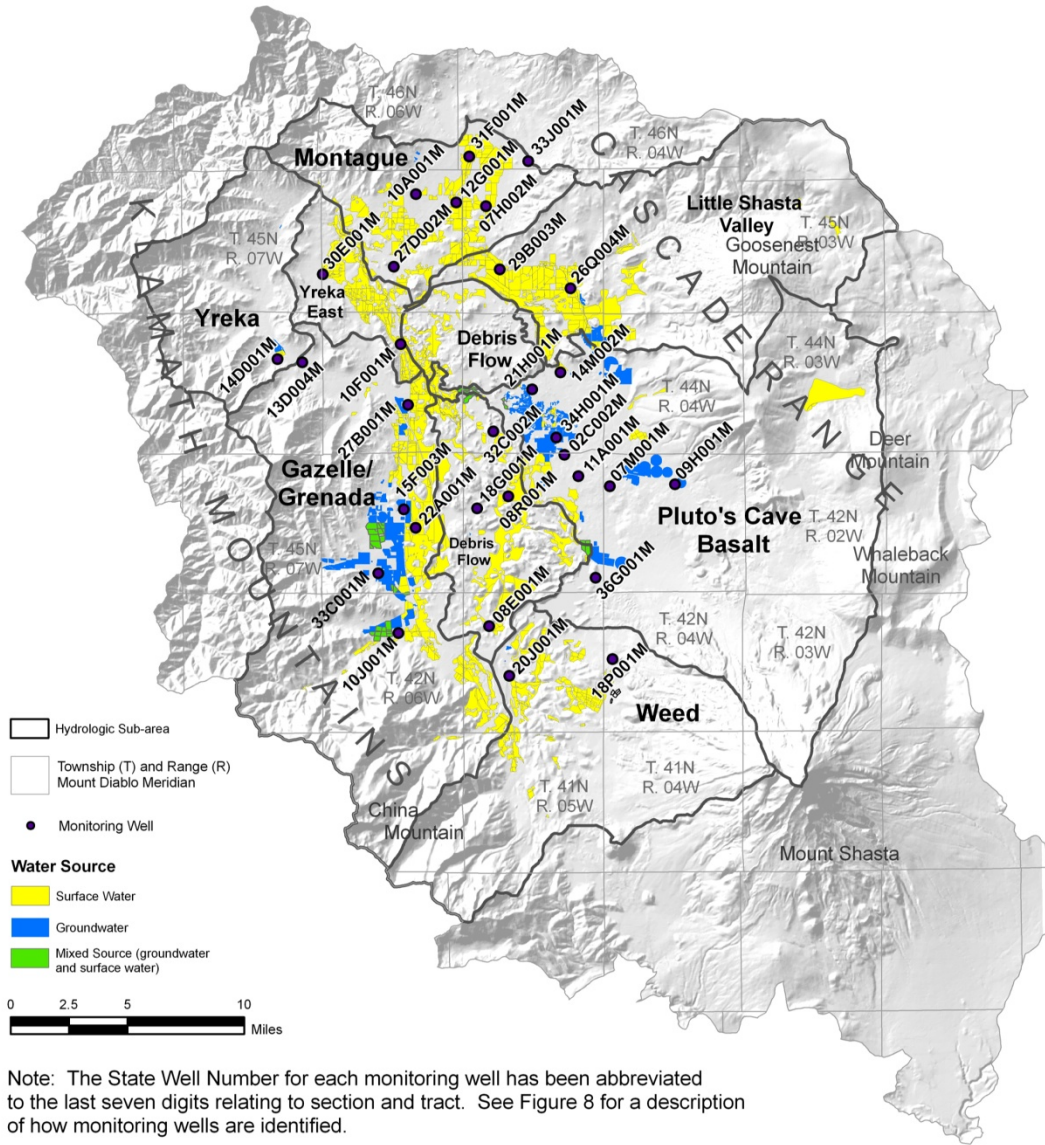 T. 46N
R. 06W
Montague
31F001M
33J001M
10A001M
12G001M
07H002M
T. 46N
R. 04W
CASCADE RANGE
Little Shasta
Valley
T. 45N
R. 03W
Goosenest
Mountain
KLAMATH MOUNTAINS
T. 45N
R. 07W
30E001M
27D002M
29B003M
26Q004M
Yreka
East
Yreka
Debris
Flow
14D001M
13D004M
10F001M
21H001M
14M002M
T. 44N
R. 03W
T. 44N
R. 04W
27B001M
32C002M
34H001M
02C002M
11A001M
07M001M
09H001M
Deer
Mountain
Gazelle/
Grenada
15F003M
22A001M
18G001M
08R001M
Pluto's Cave
Basalt
T. 42N
R. 02W
Debris
Flow
T. 45N
R. 07W
33C001M
36G001M
Whaleback
Mountain
08E001M
10J001M
20J001M
18P001M
T. 42N
R. 04W
T. 42N
R. 03W
T. 42N
R. 06W
Weed
T. 41N
R. 05W
T. 41N
R. 04W
China
Mountain
Mount Shasta
Hydrologic Sub-area
Township (T) and Range (R)
Mount Diablo Meridian
Monitoring Well
Water Source
Surface Water
Groundwater
Mixed Source (groundwater
and surface water)
0 2.5 5 10
Miles
Note: The State Well Number for each monitoring well has been abbreviated
to the last seven digits relating to section and tract. See Figure 8 for a description
of how monitoring wells are identified.